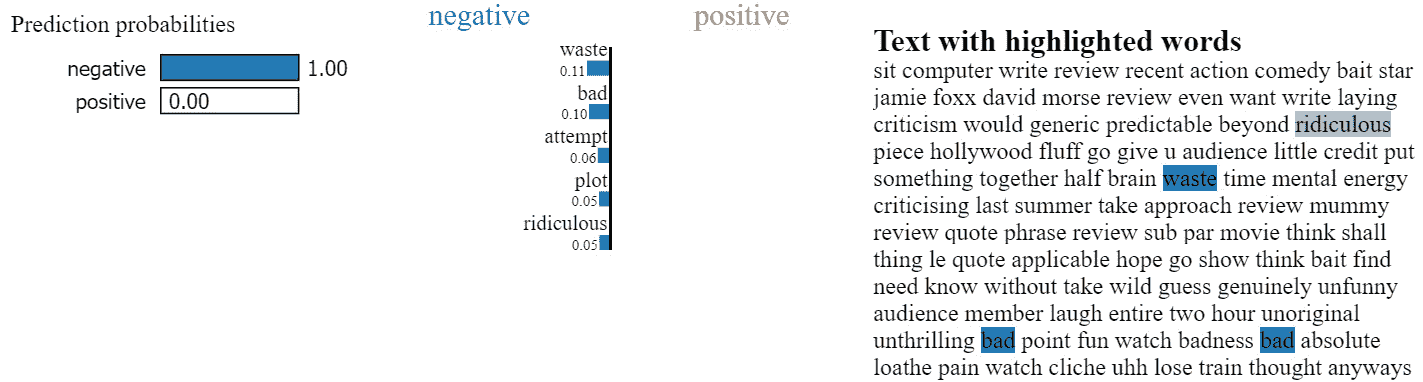 Prediction probabilities
negative 1.00
positive 0.00
negative positive
waste
0.11
bad
0.10
attempt
0.06
plot
0.05
ridiculous
0.05
Text with highlighted words
sit computer write review recent action comedy bait star
jamie foxx david morse review even want write laying
criticism would generic predictable beyond ridiculous
piece hollywood fluff go give u audience little credit put
something together half brain waste time mental energy
criticising last summer take approach review mummy
review quote phrase review sub par movie think shall
thing le quote applicable hope go show think bait find
need know without take wild guess genuinely unfunny
audience member laugh entire two hour unoriginal
unthrilling bad point fun watch badness bad absolute
loathe pain watch cliche uhh lose train thought anyways